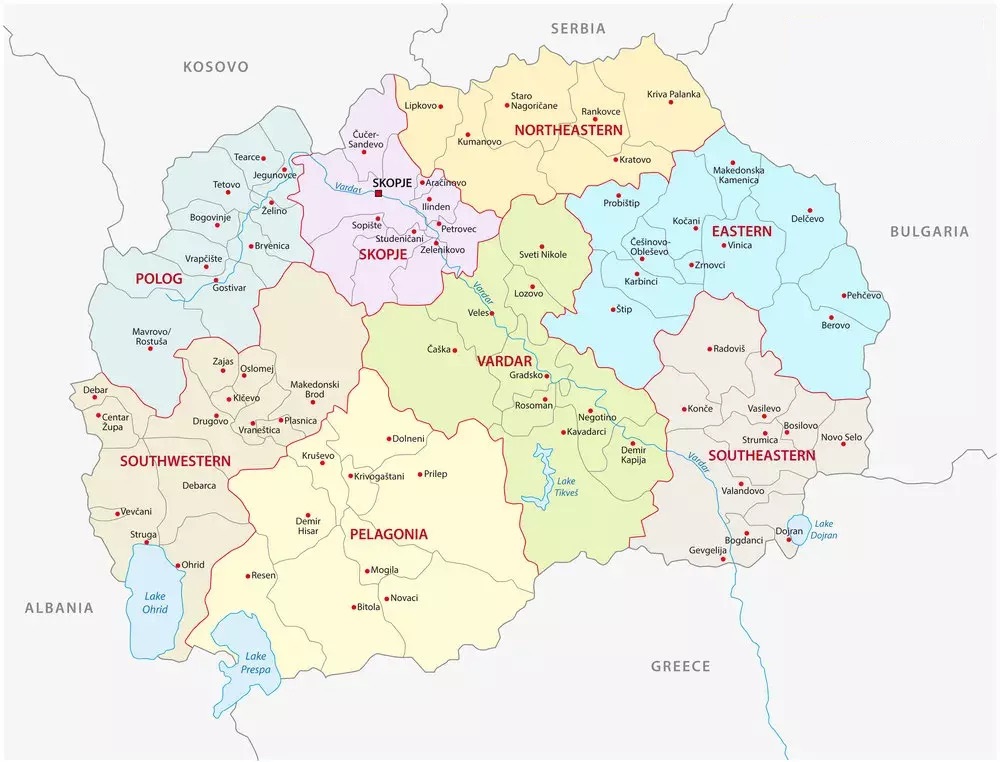 SERBIA
KOSOVO
BULGARIA
ALBANIA
GREECE
Lipkovo
Staro
Nagoričane
Kriva Palanka
Rankovce
NORTHEASTERN
Kumanovo
Kratovo
Čučer-
Sandevo
SKOPJE
Vardar
Aračinovo
Ilinden
Sopište
Petrovec
Studeničani
Zelenikovo
SKOPJE
Tearce
Jegunovce
Tetovo
Želino
Bogovinje
Brvenica
Vrapčište
POLOG
Gostivar
Mavrovo/
Rostuša
Makedonska
Kamenica
Probištip
Delčevo
Kočani
EASTERN
Češinovo-
Obleševo
Vinica
Zrnovci
Karbinci
Pehčevo
Štip
Berovo
Sveti Nikole
Lozovo
Vardar
Veles
Čaška
VARDAR
Gradsko
Rosoman
Negotino
Kavadarci
Demir
Kapija
Lake
Tikveš
Zajas
Oslomej
Debar
Kičevo
Makedonski
Brod
Centar
Župa
Drugovo
Vraneštica
Plasnica
SOUTHWESTERN
Debarca
Vevčani
Struga
Ohrid
Lake
Ohrid
Dolneni
Kruševo
Krivogaštani
Prilep
Demir
Hisar
PELAGONIA
Resen
Mogila
Novaci
Bitola
Lake
Prespa
Radoviš
Konče
Vasilevo
Bosilovo
Strumica
Novo Selo
SOUTHEASTERN
Vardar
Valandovo
Dojran
Lake
Dojran
Bogdanci
Gevgelija